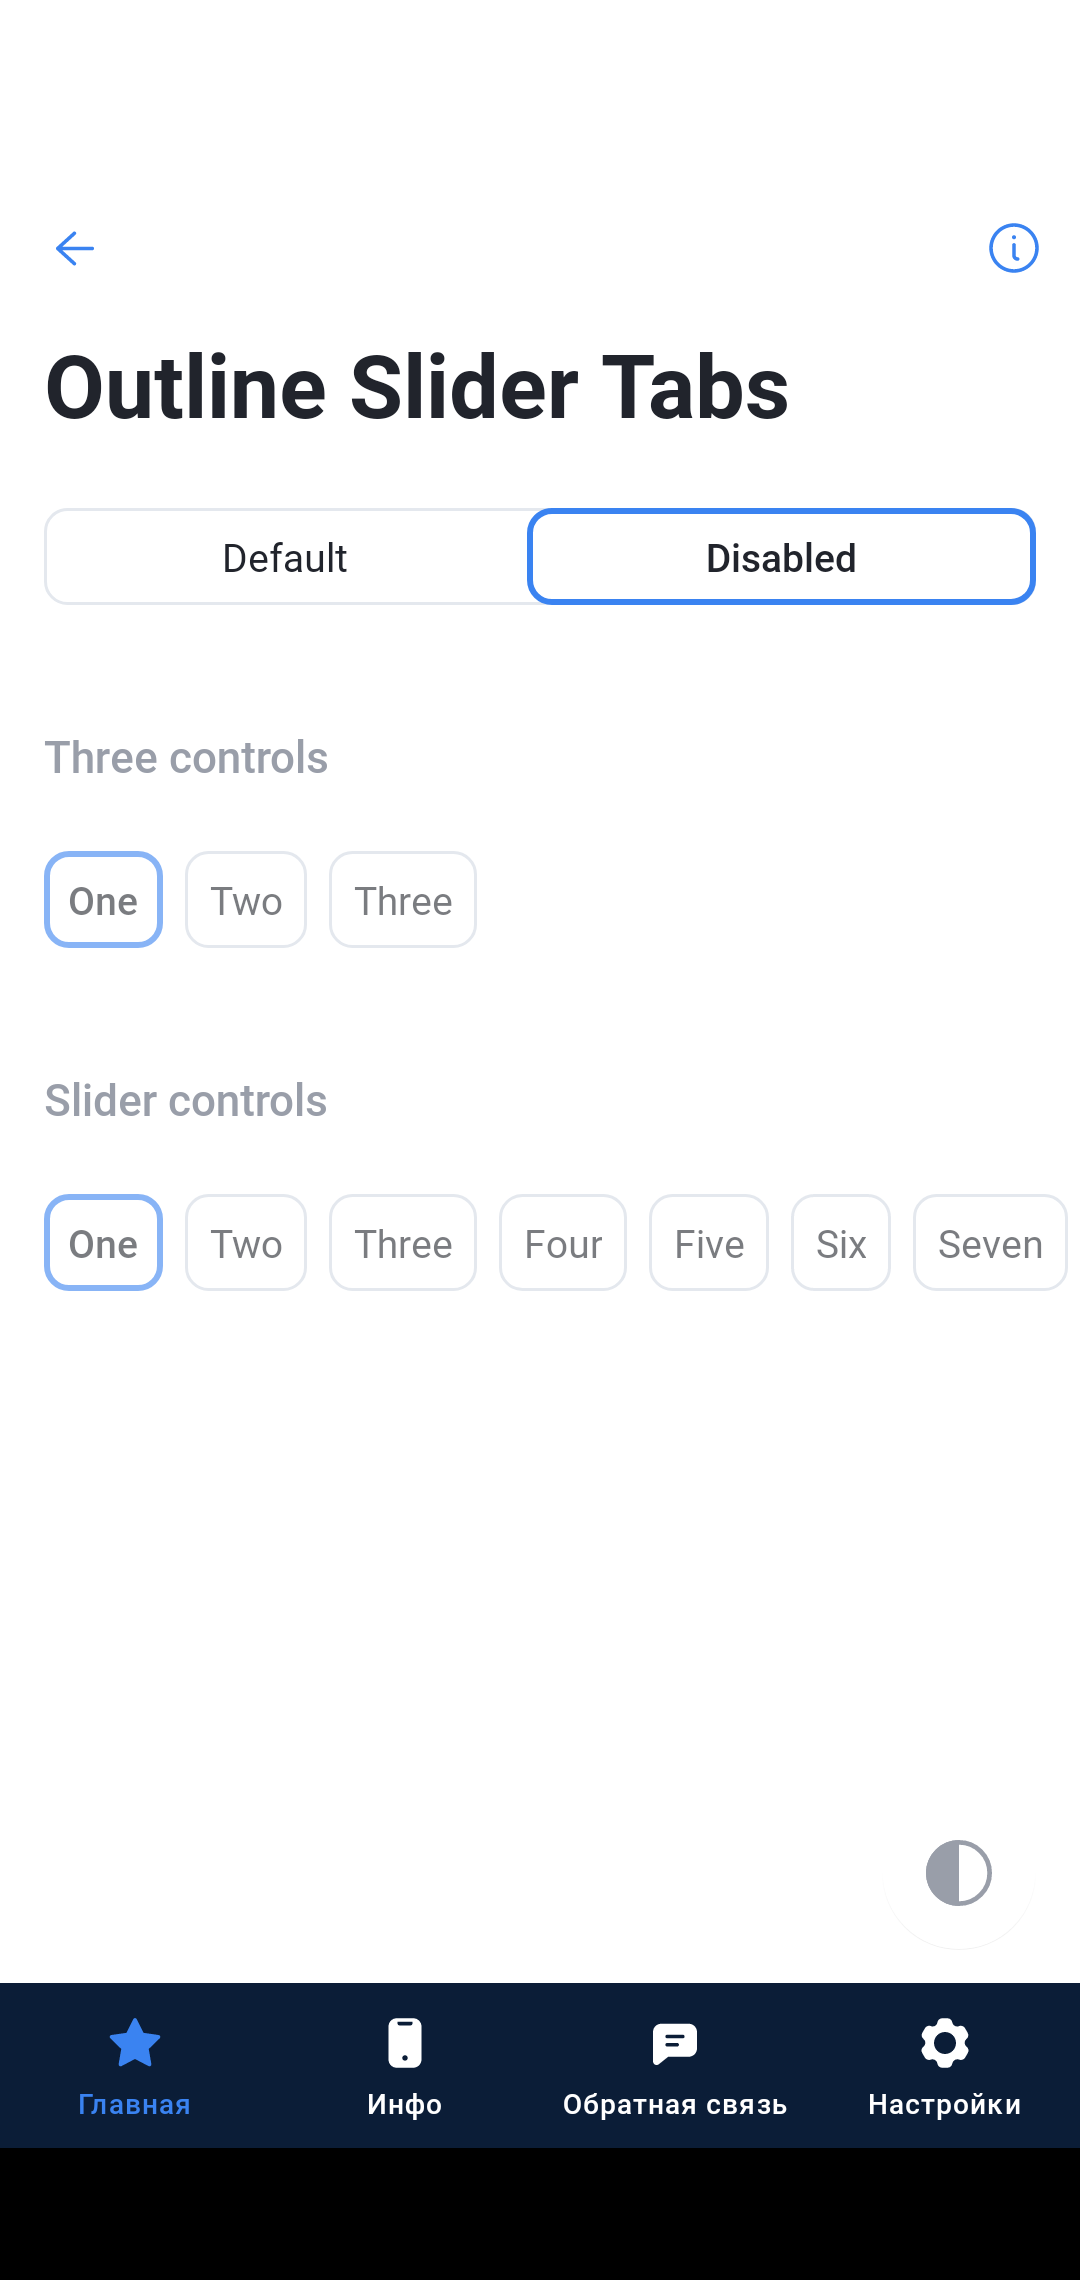 Outline Slider Tabs
Default Disabled
Three controls
One Two Three
Slider controls
One Two Three Four Five Six Seven
Главная Инфо Обратная связь Настройки